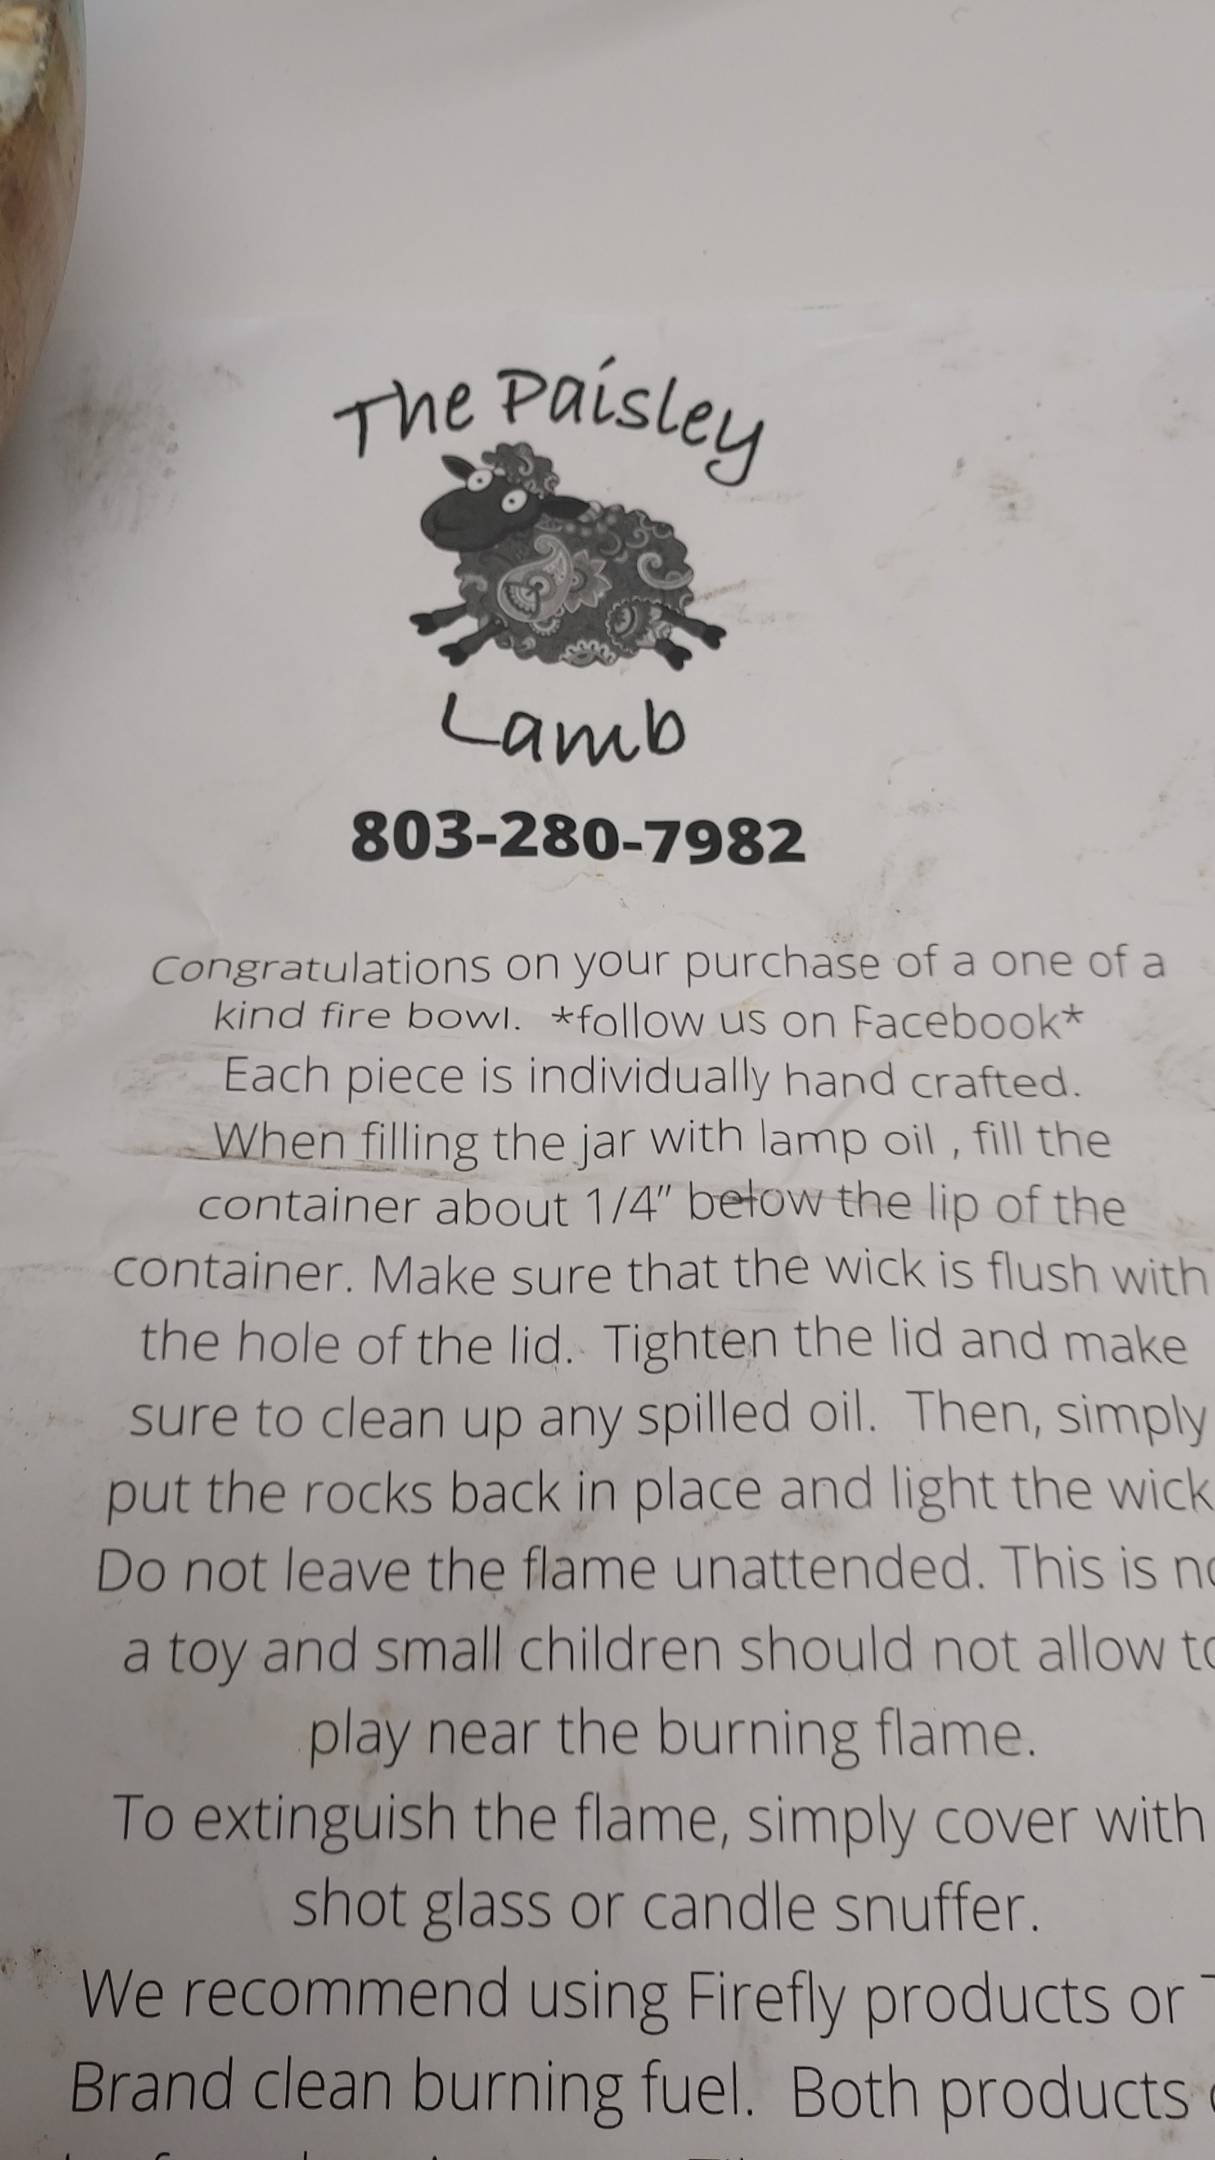 The Paisley
Lamb
803-280-7982
Congratulations on your purchase of a one of a
kind fire bowl. *follow us on Facebook*
Each piece is individually hand crafted.
When filling the jar with lamp oil , fill the
container about 1/4" below the lip of the
container. Make sure that the wick is flush with
the hole of the lid. Tighten the lid and make
sure to clean up any spilled oil. Then, simply
put the rocks back in place and light the wick
Do not leave the flame unattended. This is
a toy and small children should not allow
play near the burning flame.
To extinguish the flame, simply cover with
shot glass or candle snuffer.
We recommend using Firefly products or
Brand clean burning fuel. Both products